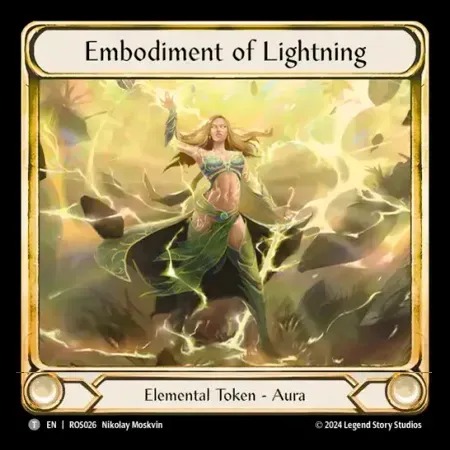 Embodiment of Lightning
Elemental Token - Aura
T EN | ROS026 Nikolay Moskvin © 2024 Legend Story Studios